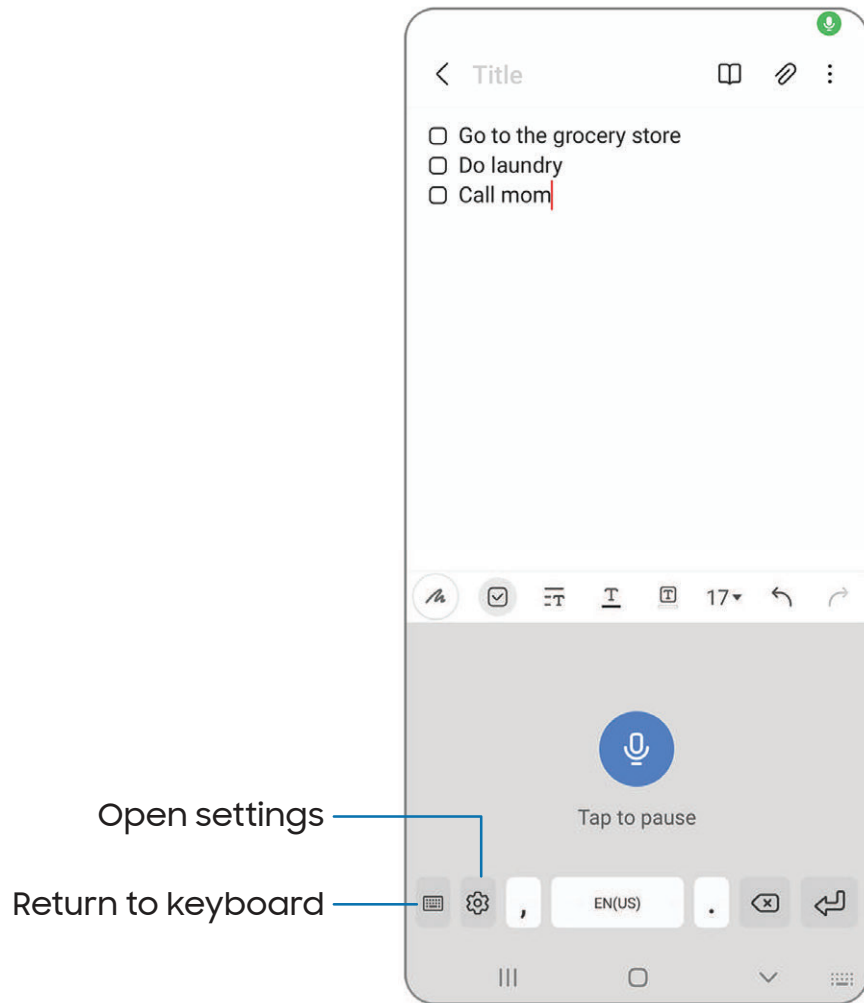 Title
Go to the grocery store
Do laundry
Call mom
17
Tap to pause
Open settings
Return to keyboard
, EN(US) .